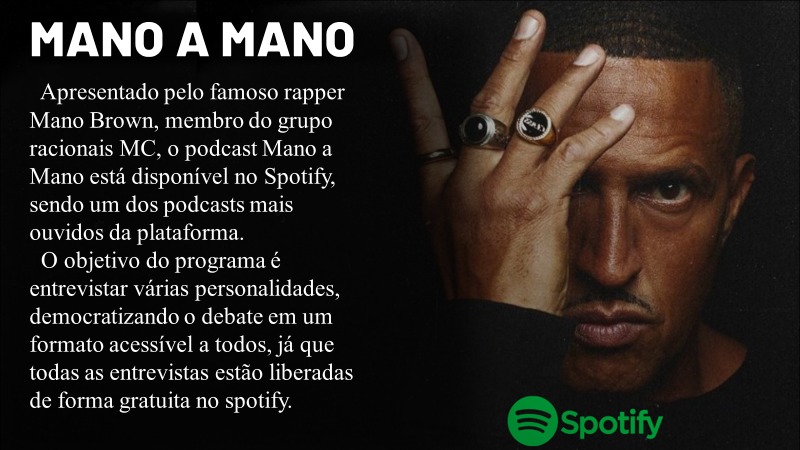 MANO A MANO
Apresentado pelo famoso rapper
Mano Brown, membro do grupo
racionais MC, o podcast Mano a
Mano está disponível no Spotify,
sendo um dos podcasts mais
ouvidos da plataforma.
O objetivo do programa é
entrevistar várias personalidades,
democratizando o debate em um
formato acessível a todos, já que
todas as entrevistas estão liberadas
de forma gratuita no spotify.
Spotify